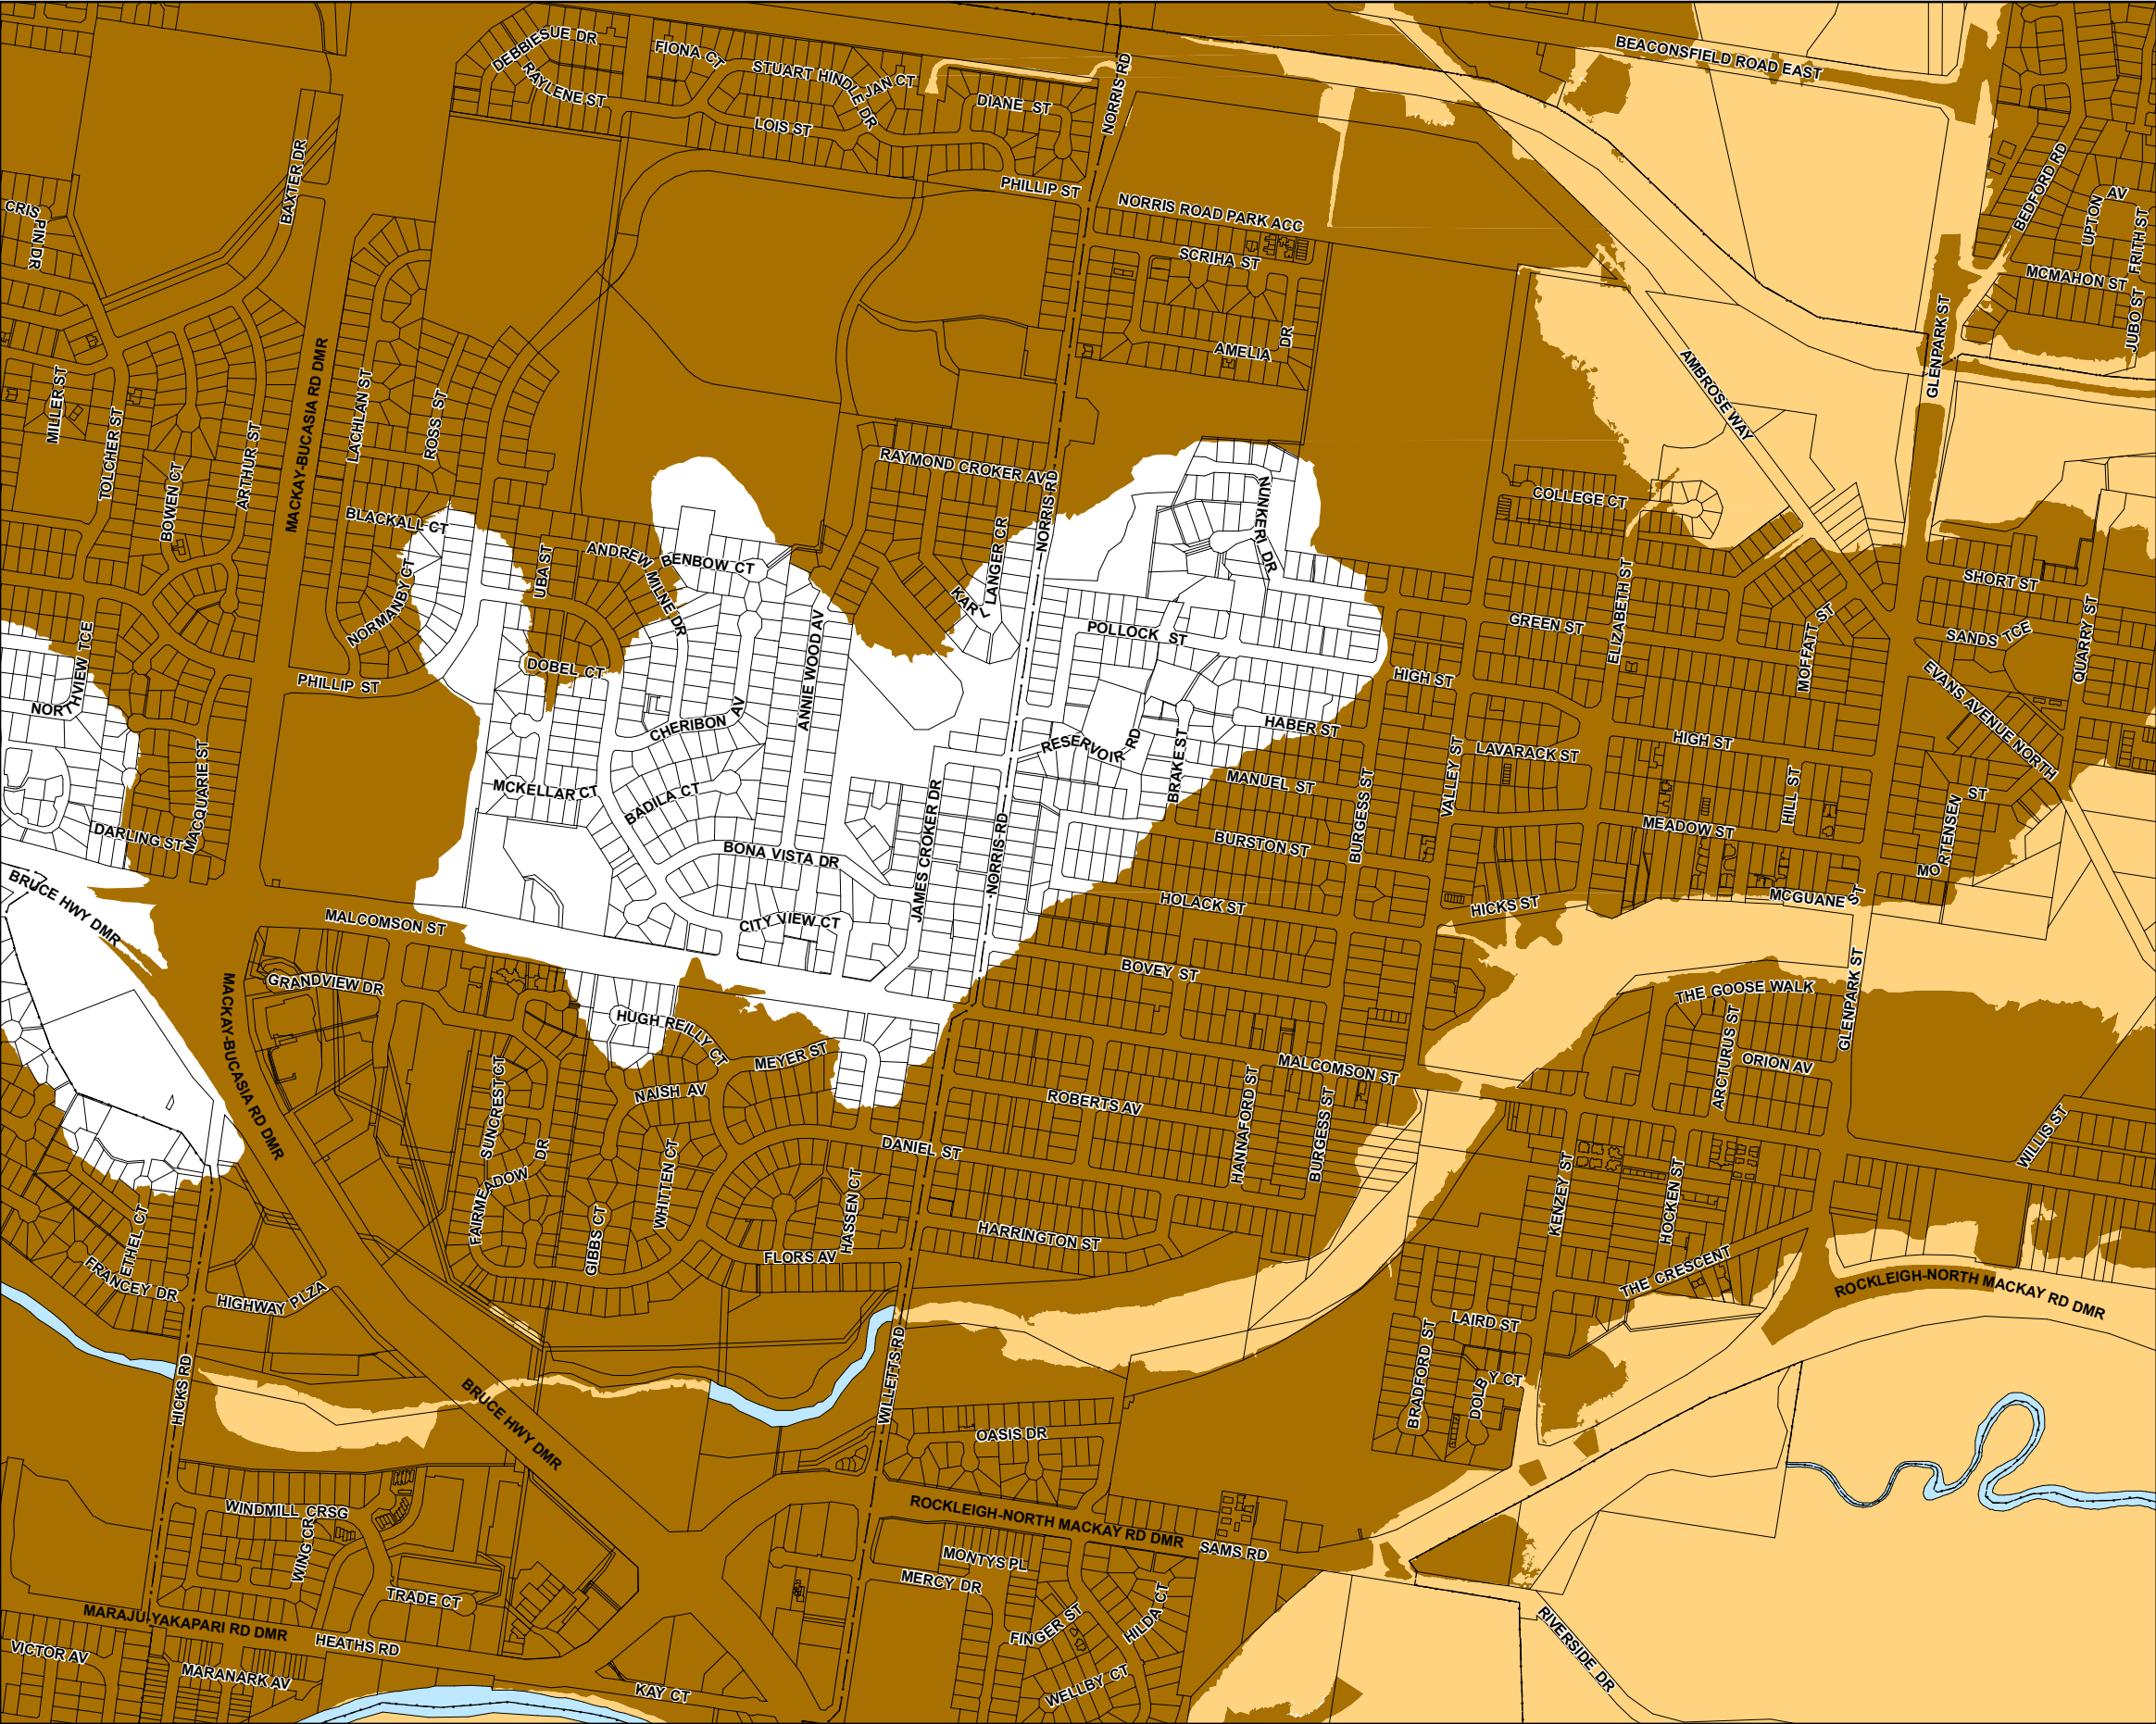 DEBBIESUE DR
FIONA CT
STUART HINDLE DR
JAN CT
RAYLENE ST
LOIS ST
DIANE ST
NORRIS RD
BEACONSFIELD ROAD EAST
BAXTER DR
PHILLIP ST
NORRIS ROAD PARK ACC
SCRIHA ST
AMELIA DR
BEDFORD RD
UPTON AV
FRITH ST
MCMAHON ST
JUBO ST
GLENPARK ST
AMBROSE WAY
CRIS
PIN DR
MILLER ST
TOLCHER ST
BOWEN CT
ARTHUR ST
MACKAY-BUCASIA RD DMR
LACHLAN ST
ROSS ST
BLACKALL CT
NORMANBY CT
UBA ST
ANDREW MILNE DR
BENBOW CT
RAYMOND CROKER AV
KARL LANGER CR
NORRIS RD
NUNKERI DR
COLLEGE CT
POLLOCK ST
GREEN ST
ELIZABETH ST
MOFFATT ST
SHORT ST
SANDS TCE
QUARRY ST
EVANS AVENUE NORTH
NORTHVIEW TCE
PHILLIP ST
DOBEL CT
CHERIBON AV
ANNIE WOOD AV
HIGH ST
HABER ST
RESERVOIR RD
BRAKE ST
MANUEL ST
LAVARACK ST
HIGH ST
VALLEY ST
BURGESS ST
HILL ST
MORTENSEN ST
MACQUARIE ST
DARLING ST
MCKELLAR CT
BADILA CT
BONA VISTA DR
JAMES CROKER DR
NORRIS RD
BURSTON ST
MEADOW ST
BRUCE HWY DMR
MALCOMSON ST
CITY VIEW CT
HOLACK ST
HICKS ST
MCGUANE ST
GRANDVIEW DR
MACKAY-BUCASIA RD DMR
BOVEY ST
THE GOOSE WALK
GLENPARK ST
ARCTURUS ST
ORION AV
HUGH REILLY CT
MEYER ST
NAISH AV
SUNCREST CT
MALCOMSON ST
ROBERTS AV
HANNAFORD ST
BURGESS ST
DANIEL ST
WILLIS ST
KENZEY ST
HOCKEN ST
FAIRMEADOW DR
WHITTEN CT
GIBBS CT
HASSEN CT
FLORS AV
HARRINGTON ST
THE CRESCENT
ROCKLEIGH-NORTH MACKAY RD DMR
ETHEL CT
FRANCEY DR
HIGHWAY PLZA
HICKS RD
WILLETTS RD
LAIRD ST
BRADFORD ST
DOLBY CT
BRUCE HWY DMR
OASIS DR
WINDMILL CRSG
WING CR
ROCKLEIGH-NORTH MACKAY RD DMR
SAMS RD
MONTYS PL
MERCY DR
TRADE CT
MARAJU-YAKAPARI RD DMR
HEATHS RD
VICTOR AV
MARANARK AV
KAY CT
FINGER ST
HILDA CT
WELLBY CT
RIVERSIDE DR